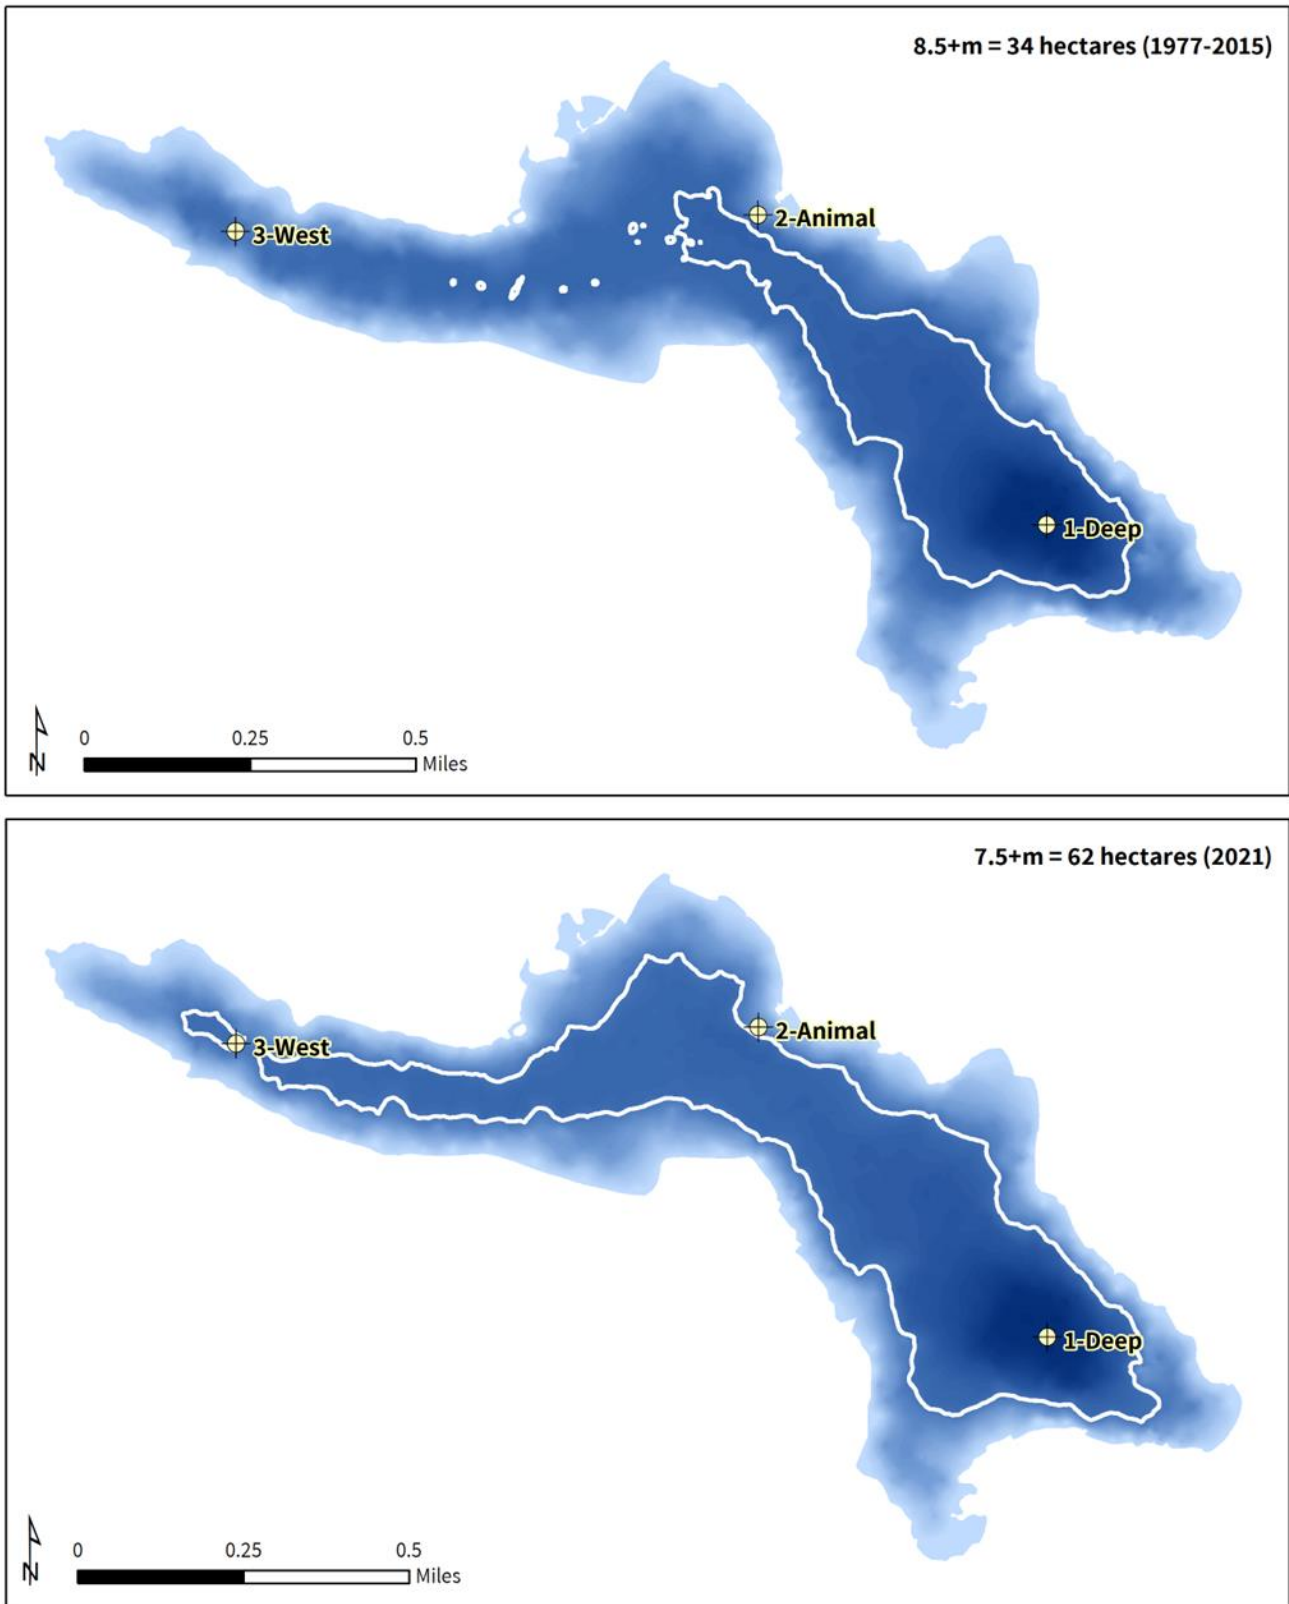 8.5+m = 34 hectares (1977-2015)
2-Animal
3-West
1-Deep
N
0 0.25 0.5
Miles
7.5+m = 62 hectares (2021)
2-Animal
3-West
1-Deep
N
0 0.25 0.5
Miles